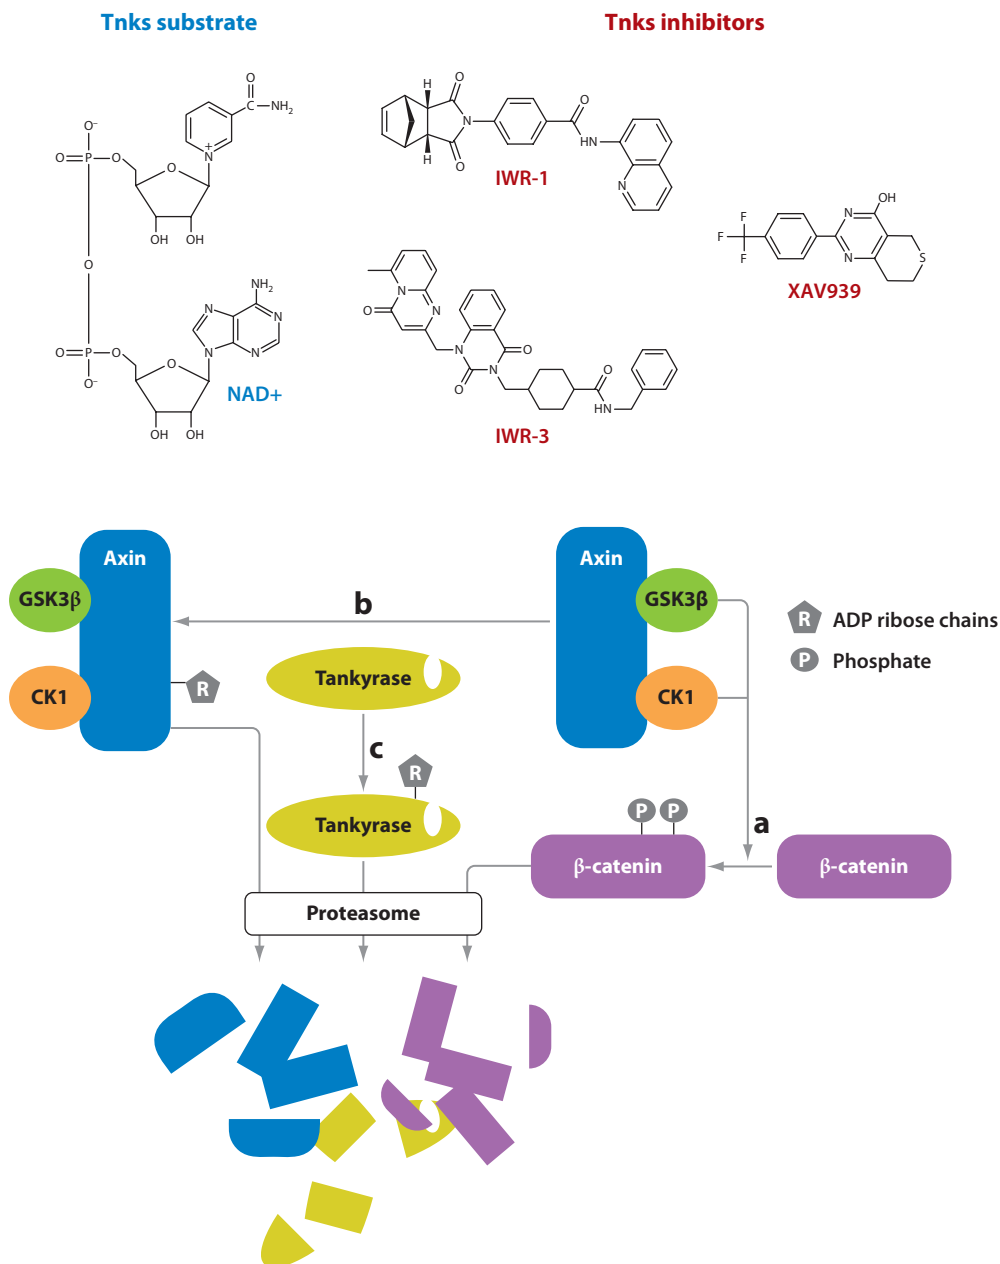 Tnks substrate
Tnks inhibitors
O
C
NH₂
N
+
O⁻
O
P
O
O
OH
OH
O
NH₂
N
N
N
N
O
P
O
O
O⁻
OH
OH
NAD+
H
O
N
O
H
O
HN
N
IWR-1
F
F
F
N
N
OH
S
XAV939
N
N
O
N
O
O
N
O
HN
IWR-3
Axin
GSK3β
CK1
R
b
Axin
GSK3β
CK1
R ADP ribose chains
P Phosphate
Tankyrase
c
R
Tankyrase
P P
a
β-catenin
β-catenin
Proteasome